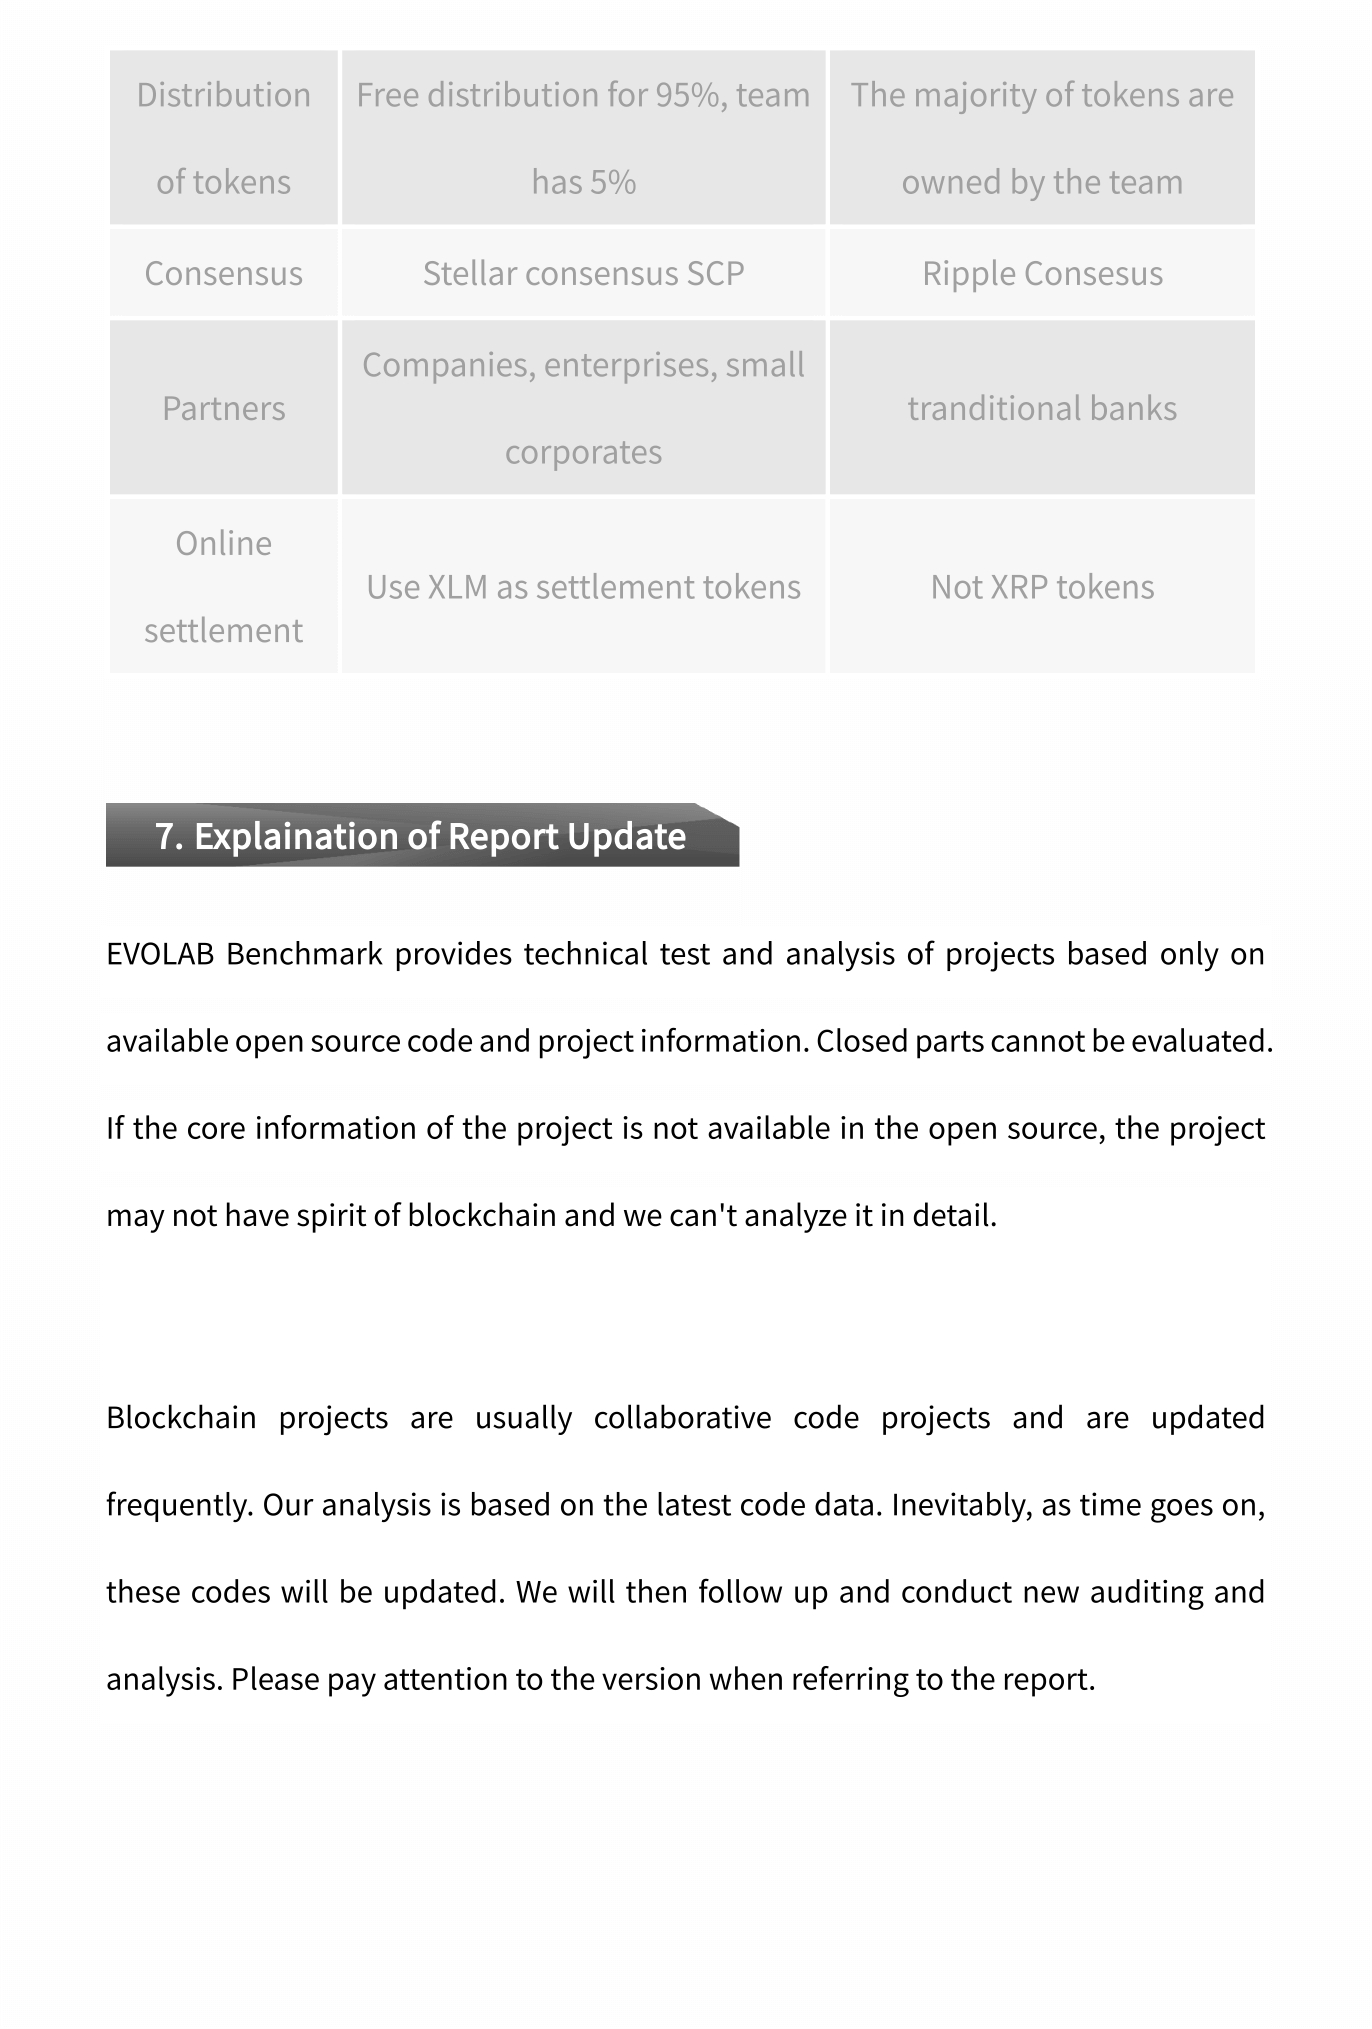 Distribution
of tokens
Free distribution for 95%, team
has 5%
The majority of tokens are
owned by the team
Consensus
Stellar consensus SCP
Ripple Consesus
Partners
Companies, enterprises, small
corporates
tranditional banks
Online
settlement
Use XLM as settlement tokens
Not XRP tokens
7. Explaination of Report Update
EVOLAB Benchmark provides technical test and analysis of projects based only on
available open source code and project information. Closed parts cannot be evaluated.
If the core information of the project is not available in the open source, the project
may not have spirit of blockchain and we can't analyze it in detail.
Blockchain projects are usually collaborative code projects and are updated
frequently. Our analysis is based on the latest code data. Inevitably, as time goes on,
these codes will be updated. We will then follow up and conduct new auditing and
analysis. Please pay attention to the version when referring to the report.